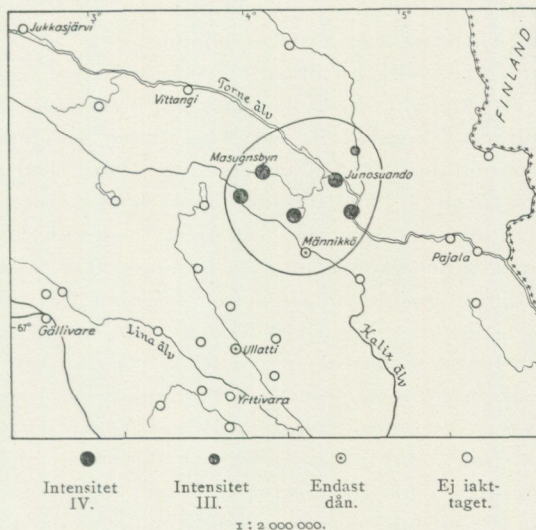 3° 4° 5°
Jukkasjärvi
FINLAND
Vittangi
Torne älv
Masugnsbyn
Junosuando
Männikkö
Pajala
67°
Gällivare
Lina älv
Ullatti
Kalix älv
Yrttivara
Intensitet
IV.
Intensitet
III.
Endast
dån.
Ej iakt-
taget.
1 : 2 000 000.